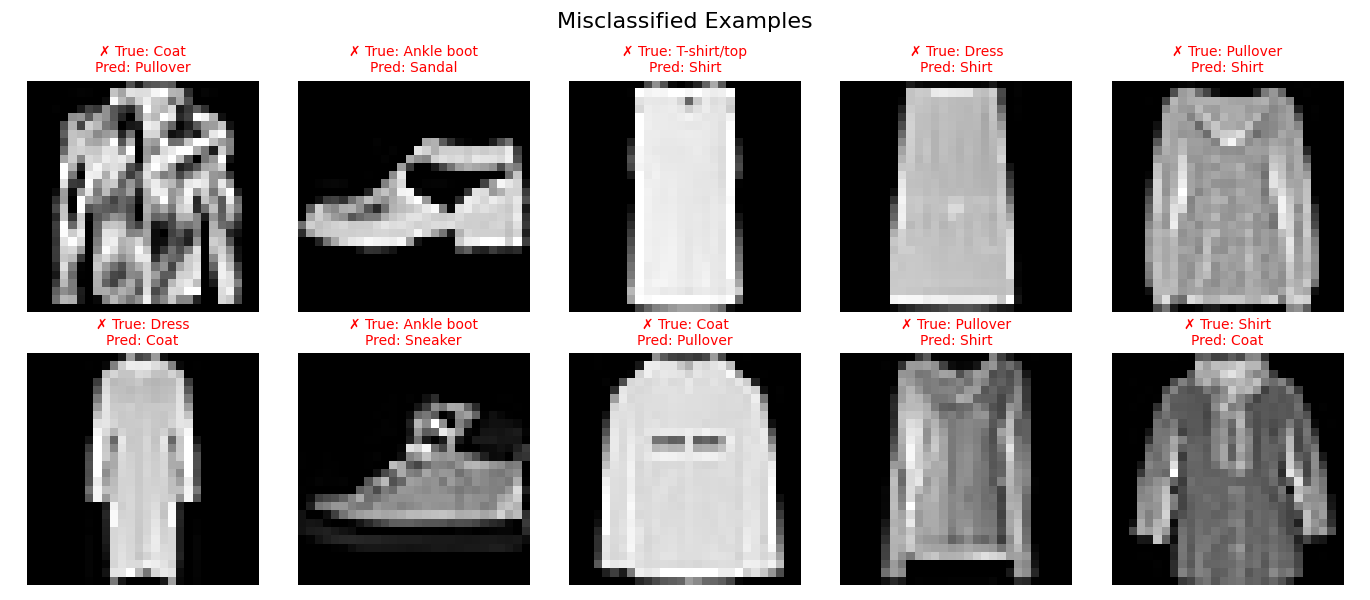 Misclassified Examples
✗ True: Coat
Pred: Pullover
✗ True: Ankle boot
Pred: Sandal
✗ True: T-shirt/top
Pred: Shirt
✗ True: Dress
Pred: Shirt
✗ True: Pullover
Pred: Shirt
✗ True: Dress
Pred: Coat
✗ True: Ankle boot
Pred: Sneaker
✗ True: Coat
Pred: Pullover
✗ True: Pullover
Pred: Shirt
✗ True: Shirt
Pred: Coat